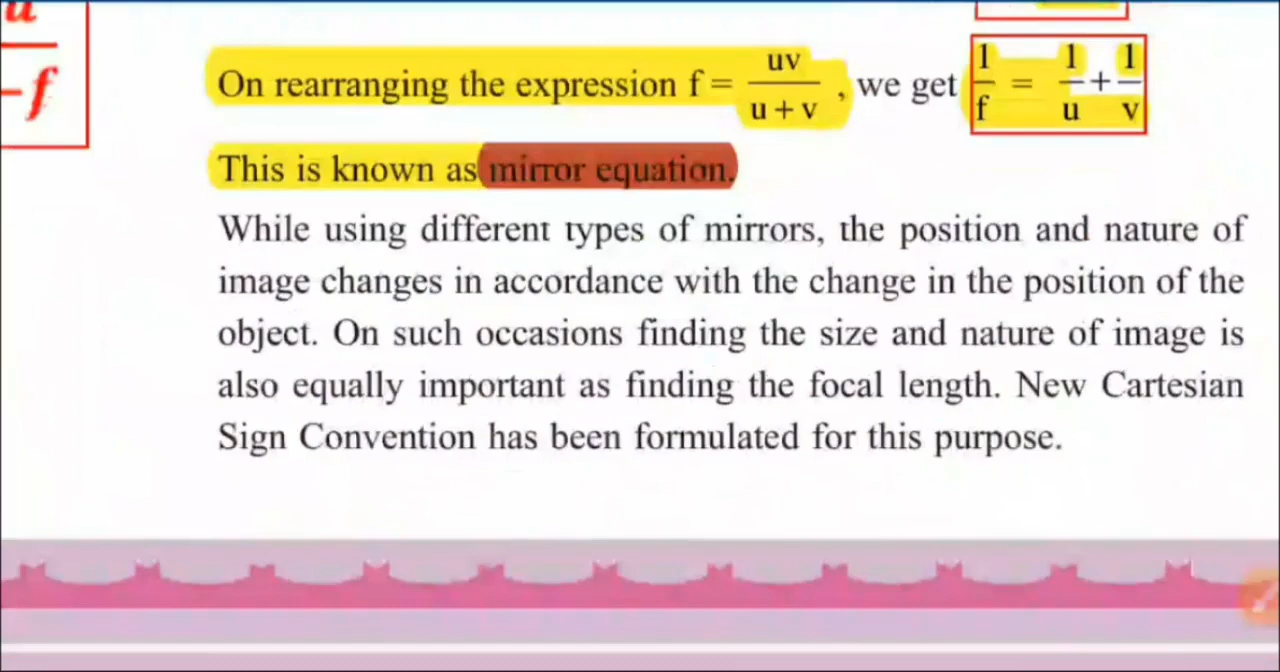 u
-f
On rearranging the expression f = uv / u + v , we get 1/f = 1/u + 1/v
This is known as mirror equation.
While using different types of mirrors, the position and nature of
image changes in accordance with the change in the position of the
object. On such occasions finding the size and nature of image is
also equally important as finding the focal length. New Cartesian
Sign Convention has been formulated for this purpose.